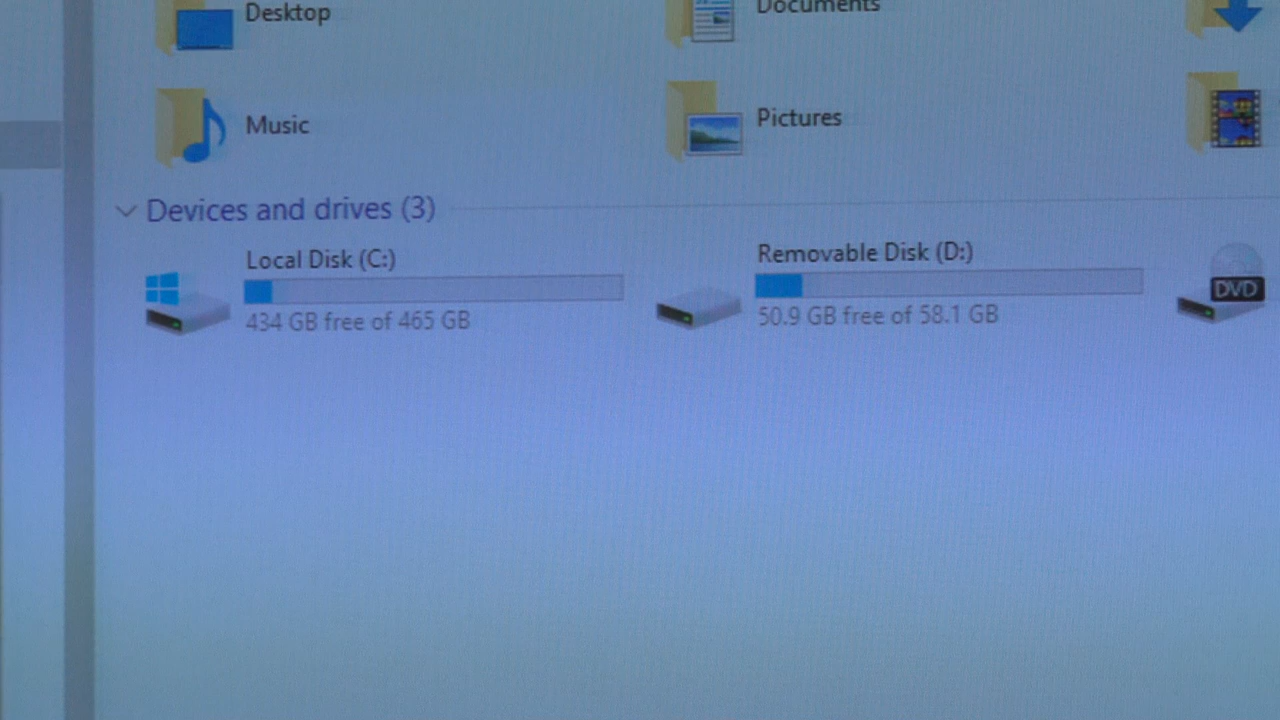 Desktop
Documents
Music
Pictures
Devices and drives (3)
Local Disk (C:)
434 GB free of 465 GB
Removable Disk (D:)
50.9 GB free of 58.1 GB
DVD